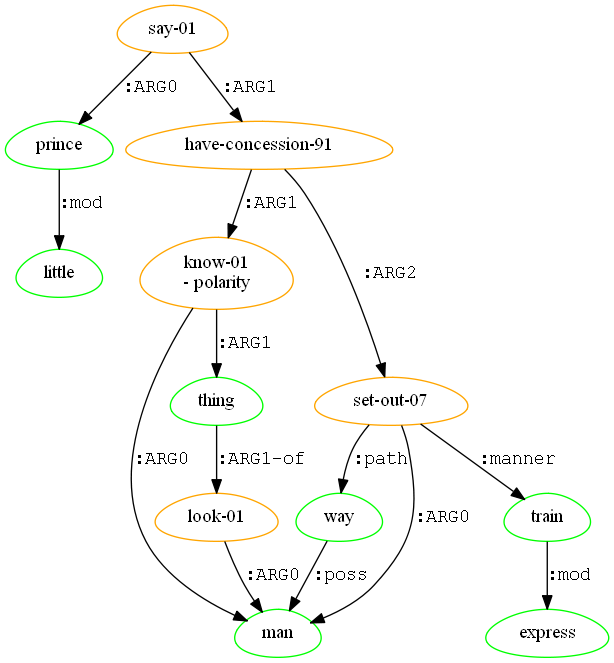 say-01
:ARG0 :ARG1
prince have-concession-91
:mod :ARG1
little know-01
- polarity
:ARG2
:ARG1
thing set-out-07
:ARG0 :ARG1-of :path :manner
look-01 way :ARG0 train
:ARG0 :poss :mod
man express